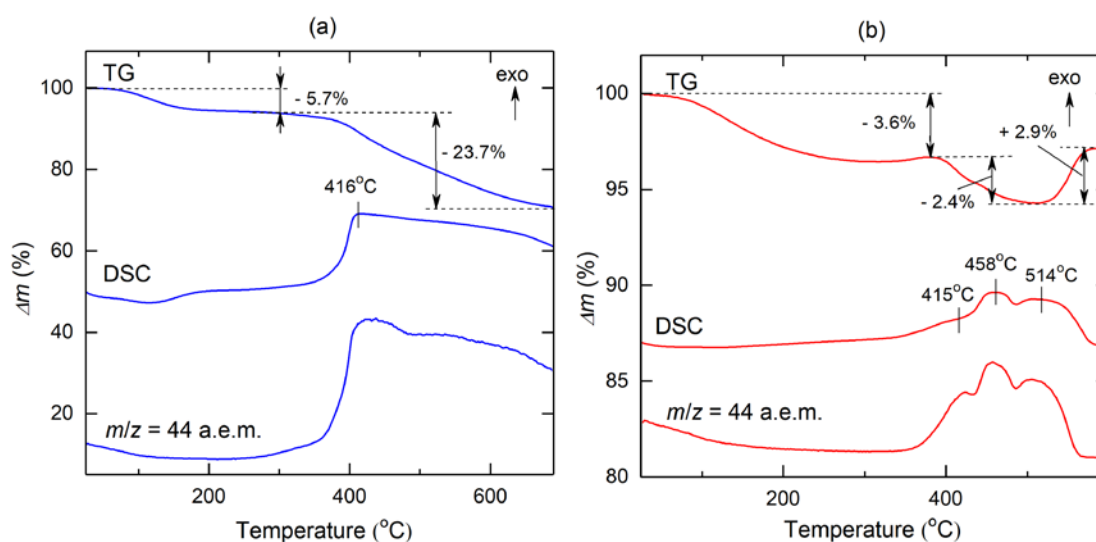 (a)
TG
exo
- 5.7%
- 23.7%
416°C
DSC
m/z = 44 a.e.m.
100
80
60
40
20
Δm (%)
200
400
600
Temperature (°C)
(b)
TG
exo
- 3.6%
+ 2.9%
- 2.4%
458°C
514°C
415°C
DSC
m/z = 44 a.e.m.
100
95
90
85
80
Δm (%)
200
400
Temperature (°C)